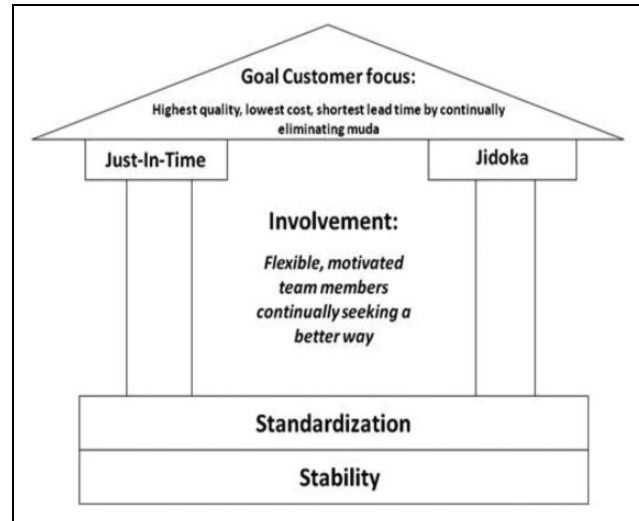 Goal Customer focus:
Highest quality, lowest cost, shortest lead time by continually
eliminating muda
Just-In-Time
Jidoka
Involvement:
Flexible, motivated
team members
continually seeking a
better way
Standardization
Stability